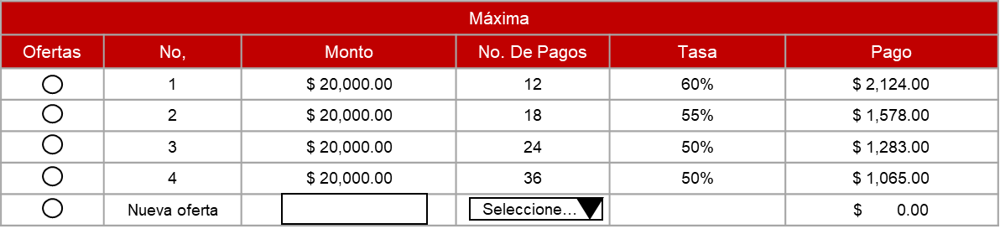 Máxima
Ofertas No, Monto No. De Pagos Tasa Pago
1 $ 20,000.00 12 60% $ 2,124.00
2 $ 20,000.00 18 55% $ 1,578.00
3 $ 20,000.00 24 50% $ 1,283.00
4 $ 20,000.00 36 50% $ 1,065.00
Nueva oferta Seleccione... $ 0.00